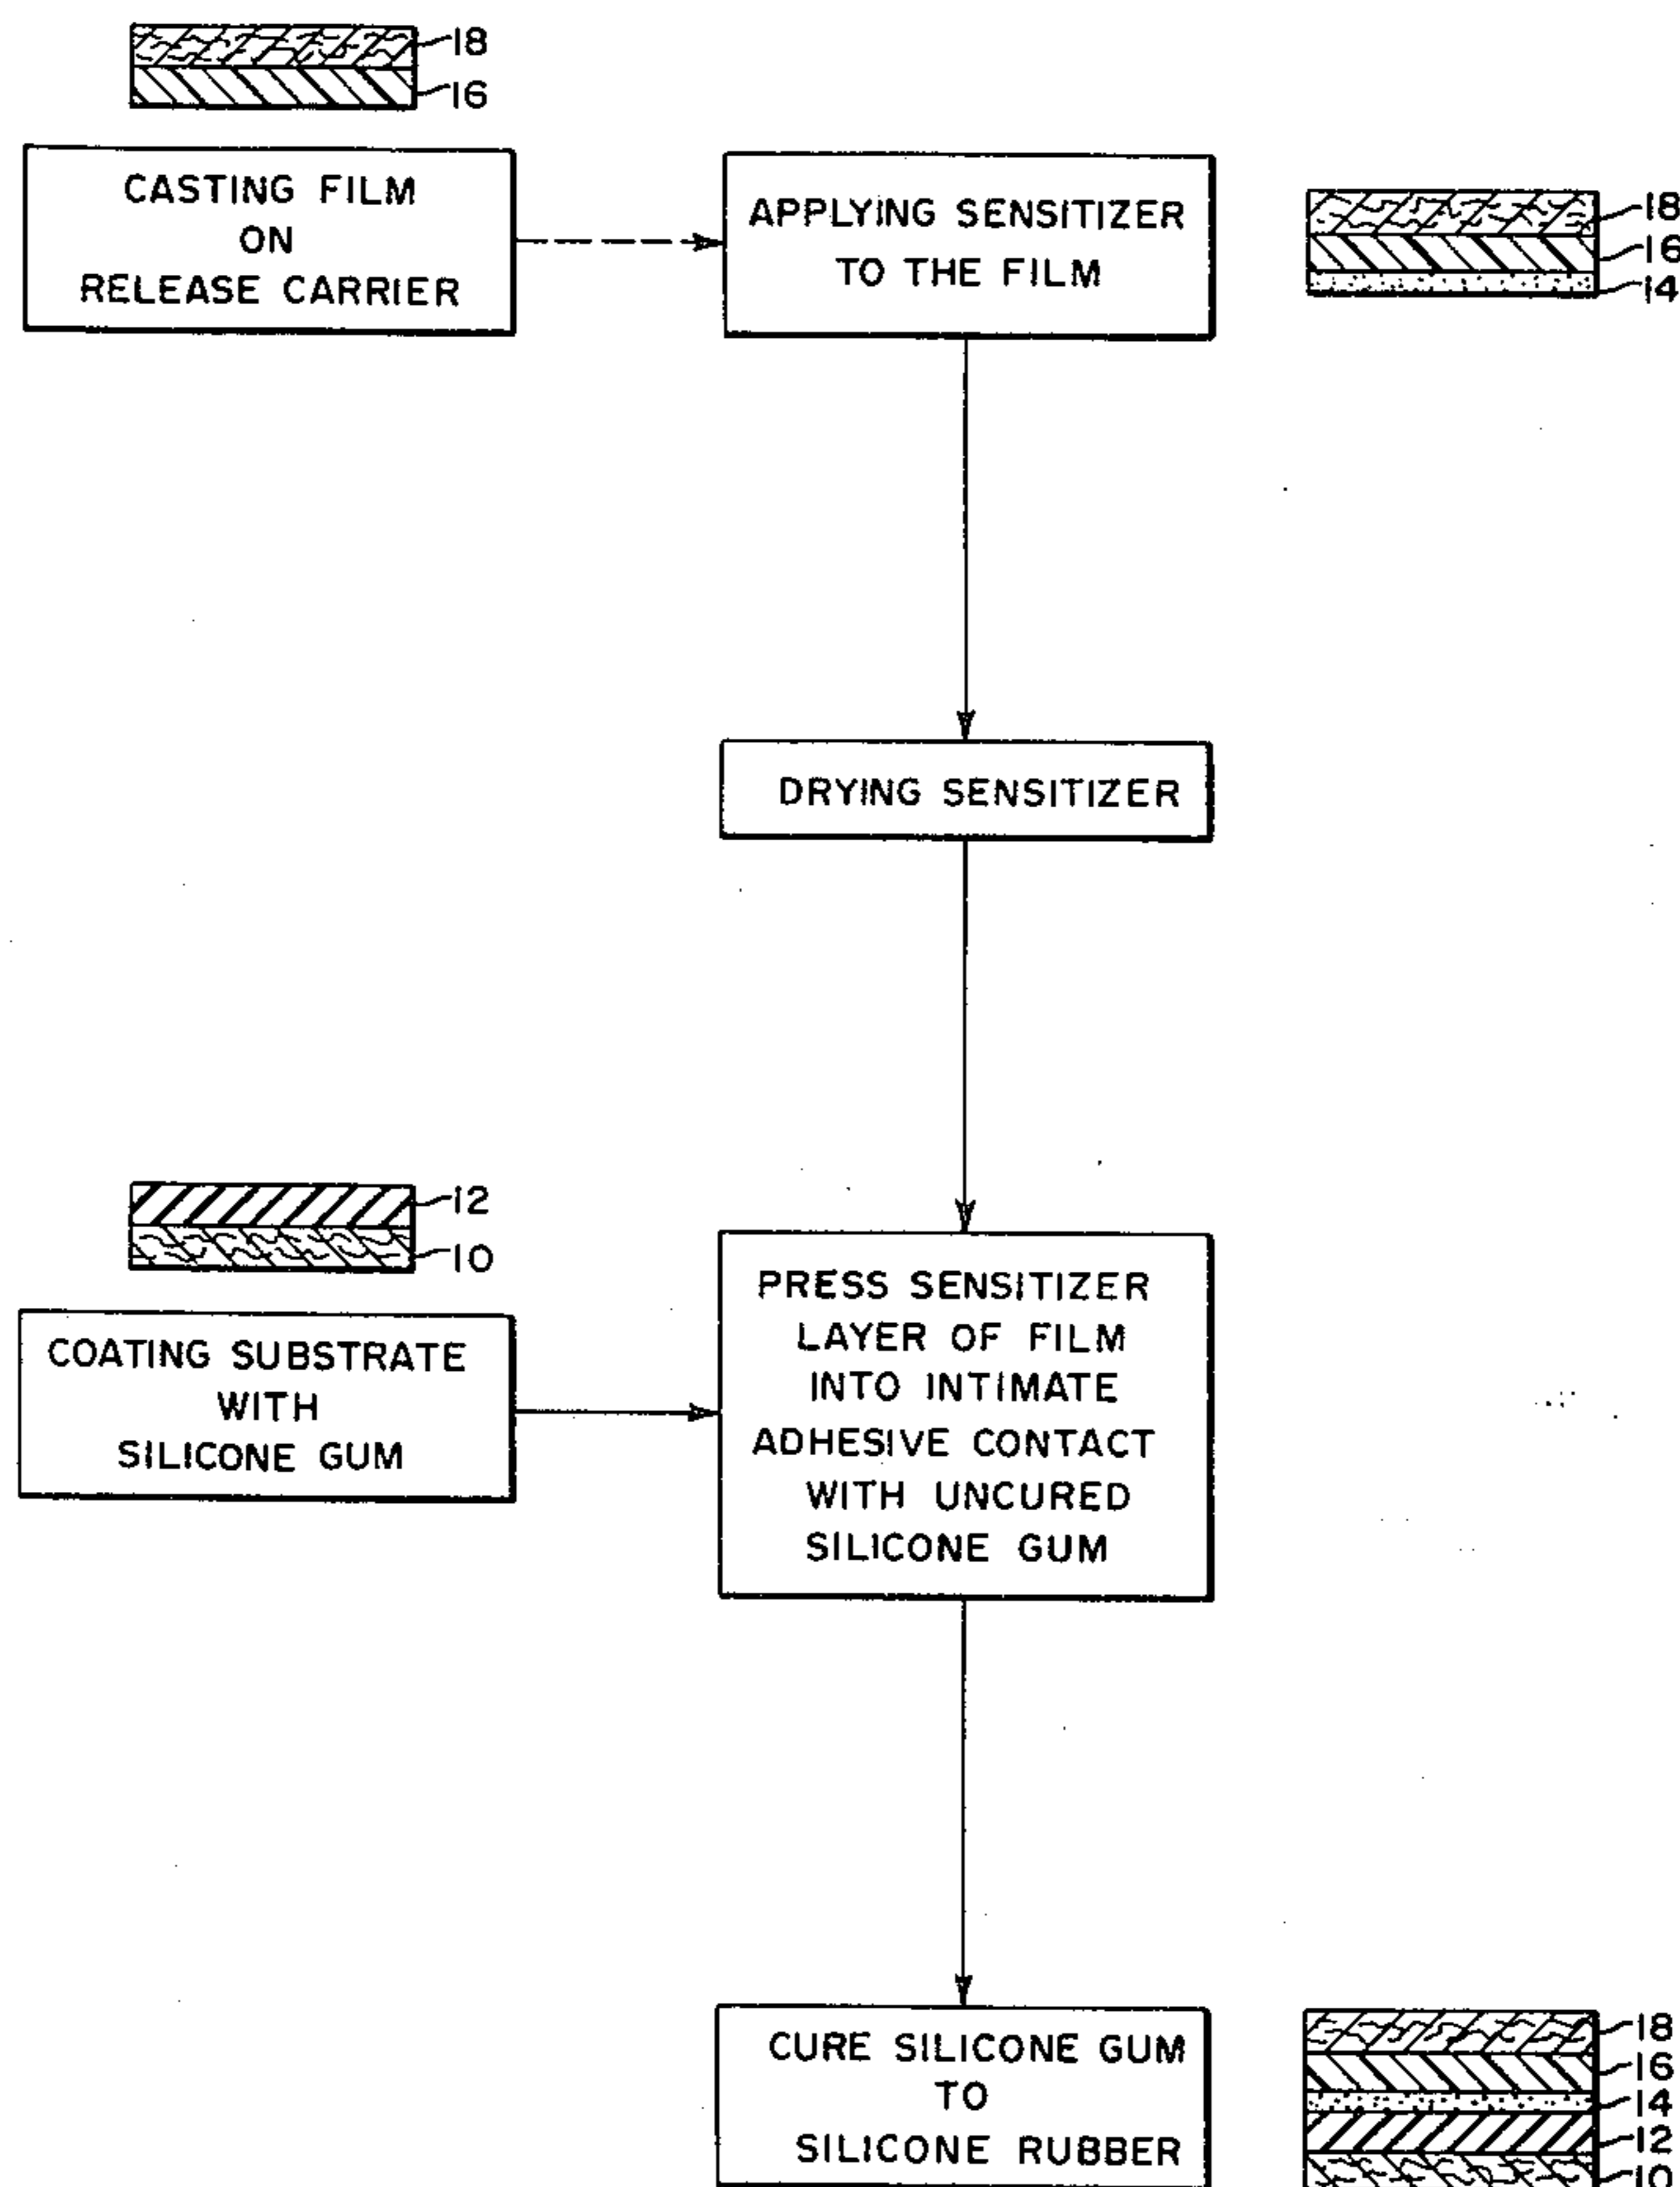 18
16
CASTING FILM
ON
RELEASE CARRIER
APPLYING SENSITIZER
TO THE FILM
18
16
14
DRYING SENSITIZER
12
10
COATING SUBSTRATE
WITH
SILICONE GUM
PRESS SENSITIZER
LAYER OF FILM
INTO INTIMATE
ADHESIVE CONTACT
WITH UNCURED
SILICONE GUM
CURE SILICONE GUM
TO
SILICONE RUBBER
18
16
14
12
10